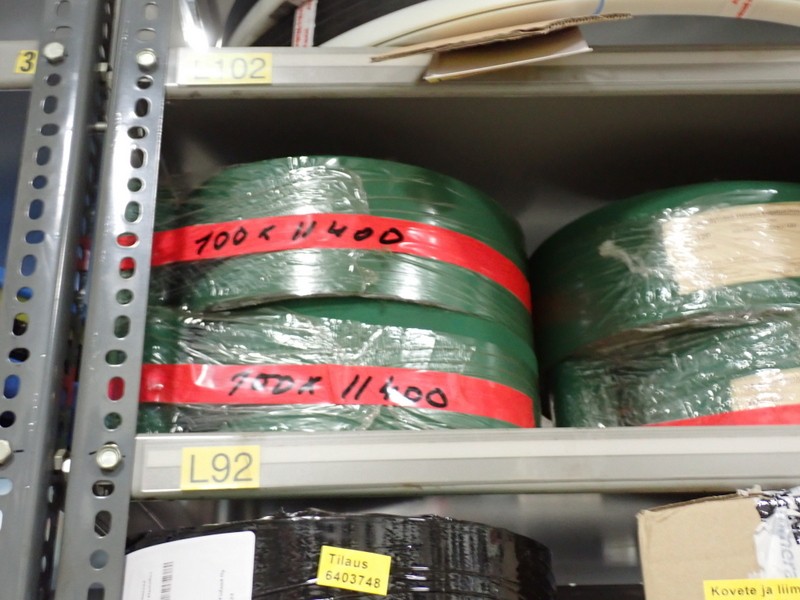 3
L102
100 x 11 400
100 x 11 400
L92
Tilaus
6403748
Kovete ja liim